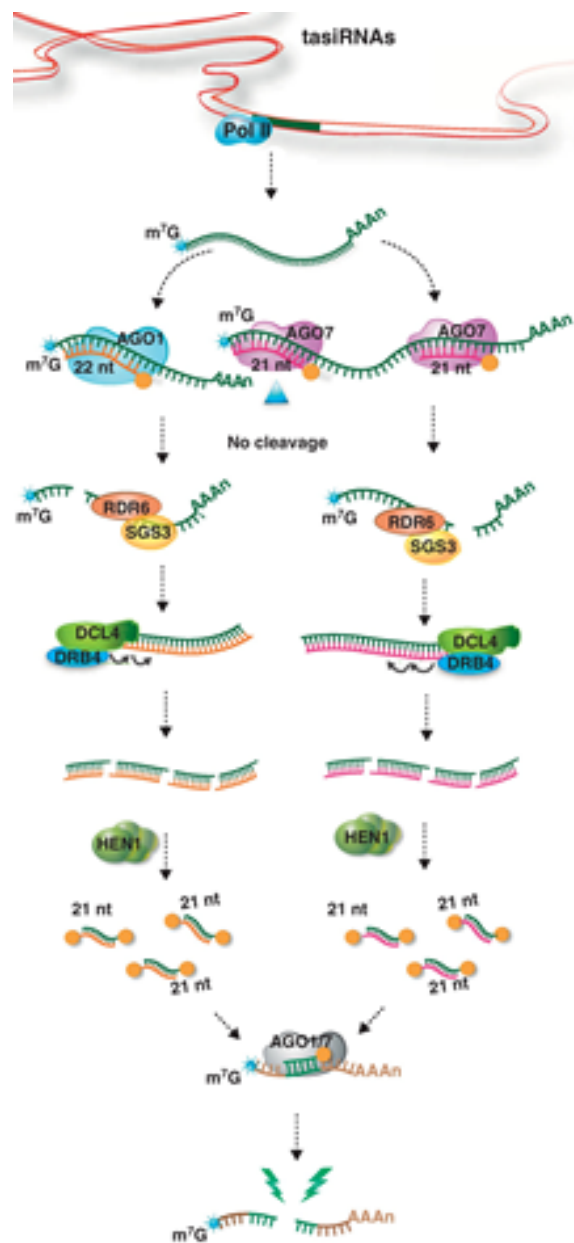 tasiRNAs
Pol II
m⁷G
AAAn
m⁷G
AGO1
AGO7
AGO7
AAAn
m⁷G
22 nt
AAAn
21 nt
21 nt
No cleavage
AAAn
AAAn
m⁷G
RDR6
SGS3
m⁷G
RDR6
SGS3
DCL4
DRB4
DCL4
DRB4
HEN1
HEN1
21 nt
21 nt
21 nt
21 nt
21 nt
21 nt
AGO1/7
m⁷G
AAAn
AAAn
m⁷G